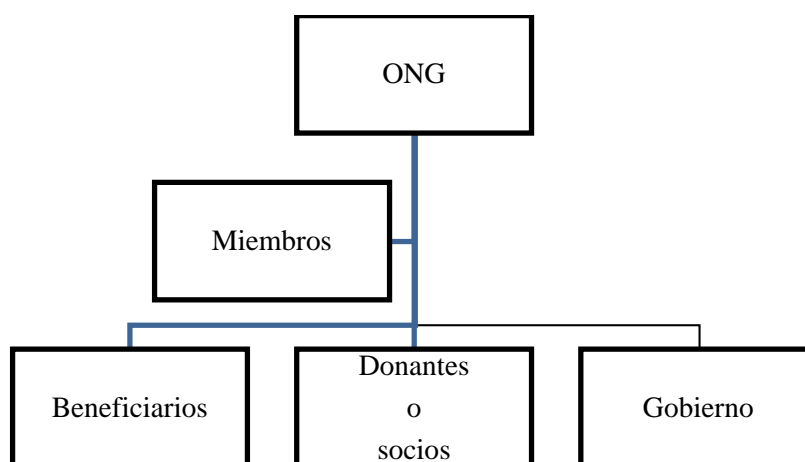 ONG
Miembros
Beneficiarios
Donantes
o
socios
Gobierno